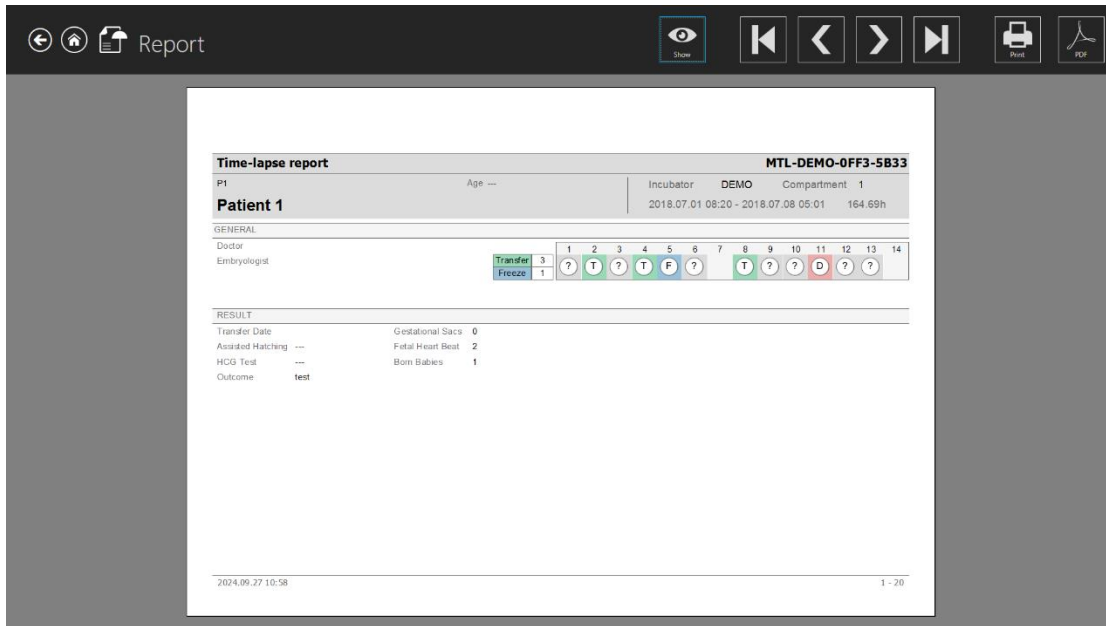 Report
Show
Print
PDF
Time-lapse report MTL-DEMO-0FF3-5B33
P1 Age --- Incubator DEMO Compartment 1
Patient 1 2018.07.01 08:20 - 2018.07.08 05:01 164.69h
GENERAL
Doctor
Embryologist
1 2 3 4 5 6 7 8 9 10 11 12 13 14
Transfer 3
Freeze 1
? T ? T F ? T ? ? D ? ?
RESULT
Transfer Date Gestational Sacs 0
Assisted Hatching --- Fetal Heart Beat 2
HCG Test --- Born Babies 1
Outcome test
2024.09.27 10:58 1 - 20